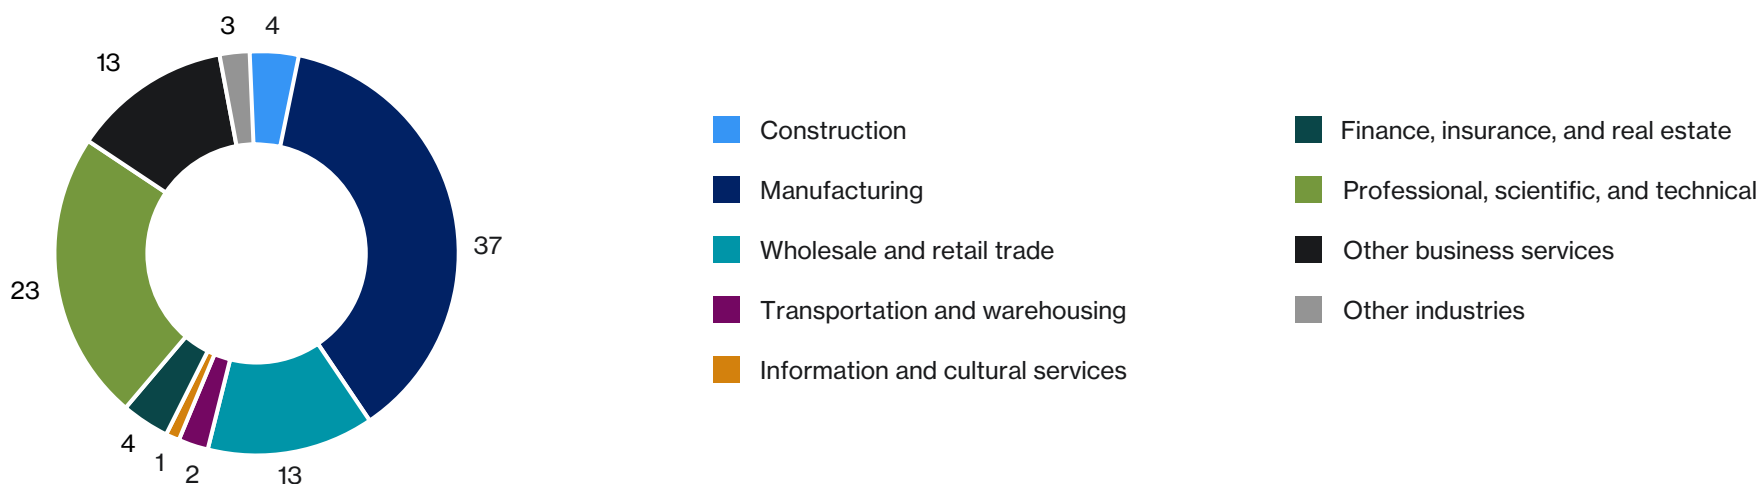 3
4
13
37
23
4
1
2
13
Construction
Manufacturing
Wholesale and retail trade
Transportation and warehousing
Information and cultural services
Finance, insurance, and real estate
Professional, scientific, and technical
Other business services
Other industries